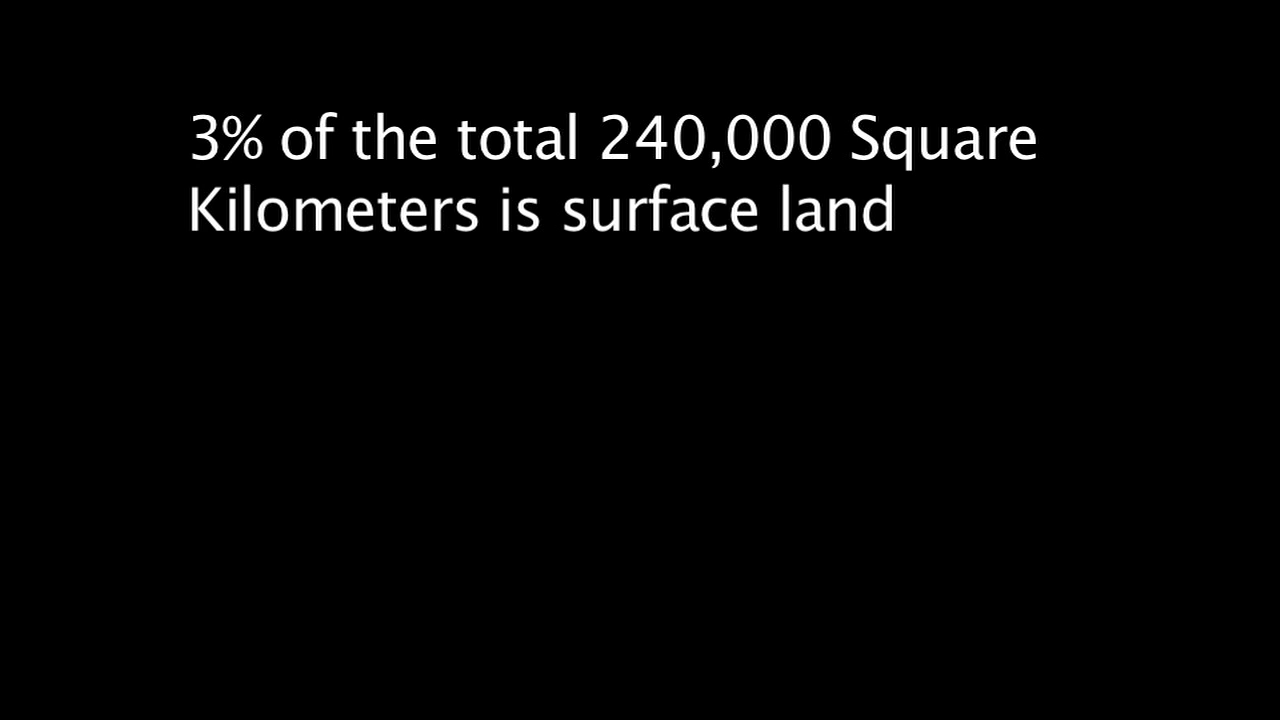 3% of the total 240,000 Square
Kilometers is surface land